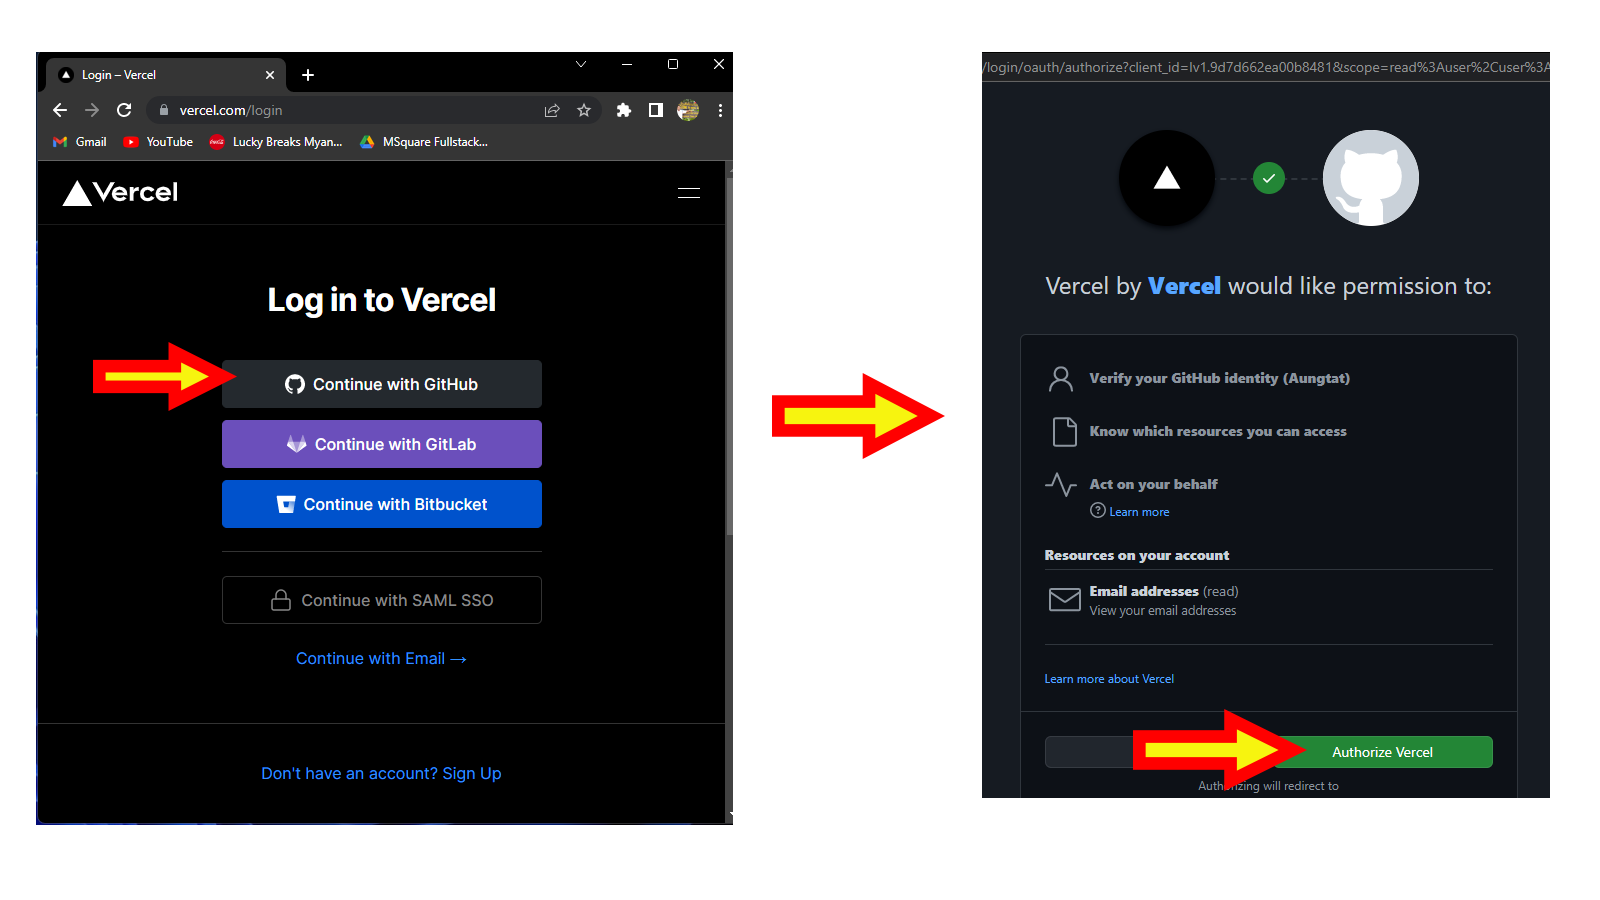 Login – Vercel
vercel.com/login
Gmail
YouTube
Lucky Breaks Myan...
MSquare Fullstack...
Vercel
Log in to Vercel
Continue with GitHub
Continue with GitLab
Continue with Bitbucket
Continue with SAML SSO
Continue with Email →
Don't have an account? Sign Up
/login/oauth/authorize?client_id=Iv1.9d7d662ea00b8481&scope=read%3Auser%2Cuser%3A
Vercel by Vercel would like permission to:
Verify your GitHub identity (Aungtat)
Know which resources you can access
Act on your behalf
Learn more
Resources on your account
Email addresses (read)
View your email addresses
Learn more about Vercel
Authorize Vercel
Authorizing will redirect to